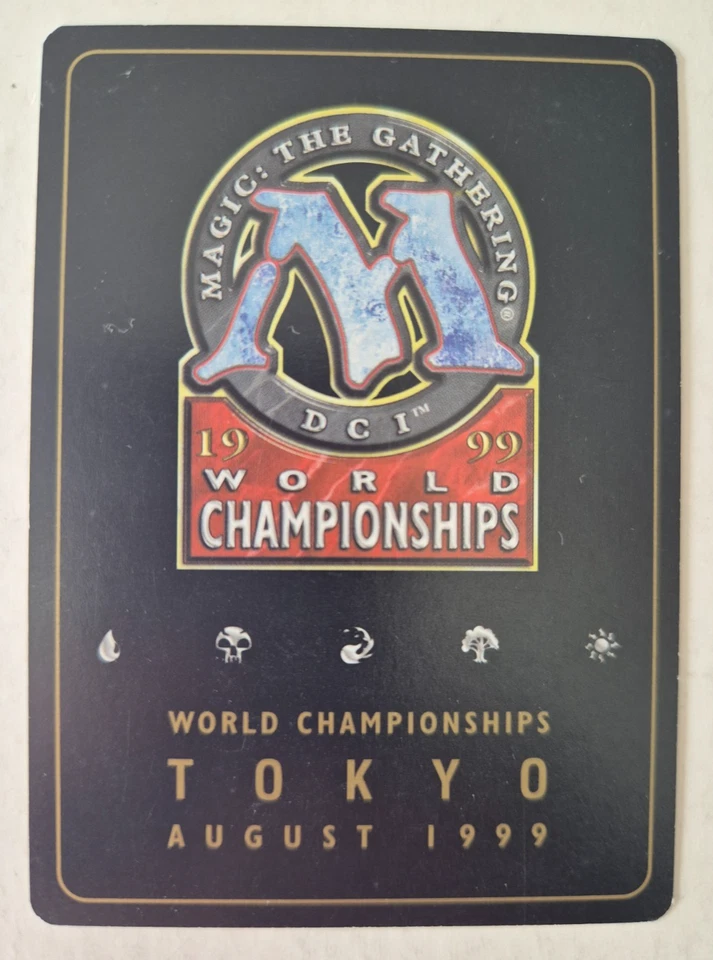 MAGIC: THE GATHERING®
M
DCI™
19 99
WORLD
CHAMPIONSHIPS
WORLD CHAMPIONSHIPS
TOKYO
AUGUST 1999